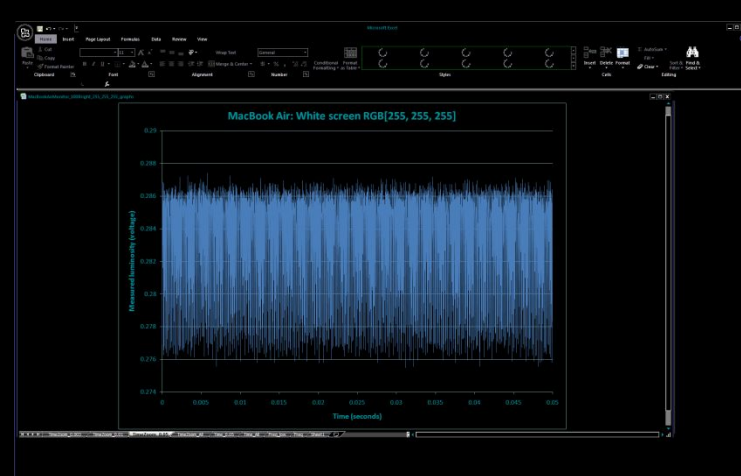 Microsoft Excel
Home Insert Page Layout Formulas Data Review View
Cut
Copy
Format Painter
Paste
Wrap Text
General
Merge & Center
Conditional Formatting
Format as Table
Insert Delete Format
AutoSum
Fill
Clear
Sort & Filter
Find & Select
Clipboard Font Alignment Number Styles Cells Editing
MacBook Air: White screen RGB[255, 255, 255]
Measured luminosity (voltage)
0.29
0.288
0.286
0.284
0.282
0.28
0.278
0.276
0.274
0 0.005 0.01 0.015 0.02 0.025 0.03 0.035 0.04 0.045 0.05
Time (seconds)